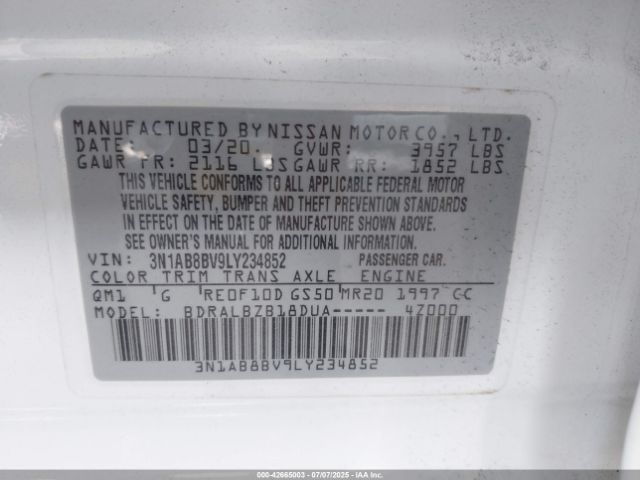 MANUFACTURED BY NISSAN MOTOR CO., LTD.
DATE: 03/20. GVWR: 3957 LBS
GAWR FR: 2116 LBS GAWR RR: 1852 LBS
THIS VEHICLE CONFORMS TO ALL APPLICABLE FEDERAL MOTOR
VEHICLE SAFETY, BUMPER AND THEFT PREVENTION STANDARDS
IN EFFECT ON THE DATE OF MANUFACTURE SHOWN ABOVE.
SEE OWNER'S MANUAL FOR ADDITIONAL INFORMATION.
VIN: 3N1AB8BV9LY234852 PASSENGER CAR.
COLOR TRIM TRANS AXLE ENGINE
QM1 G RE0F10D GS50 MR20 1997 CC
MODEL: BDRALBZB18DUA----- 4Z000
3N1AB8BV9LY234852
000-42665003 - 07/07/2025 - IAAI.COM